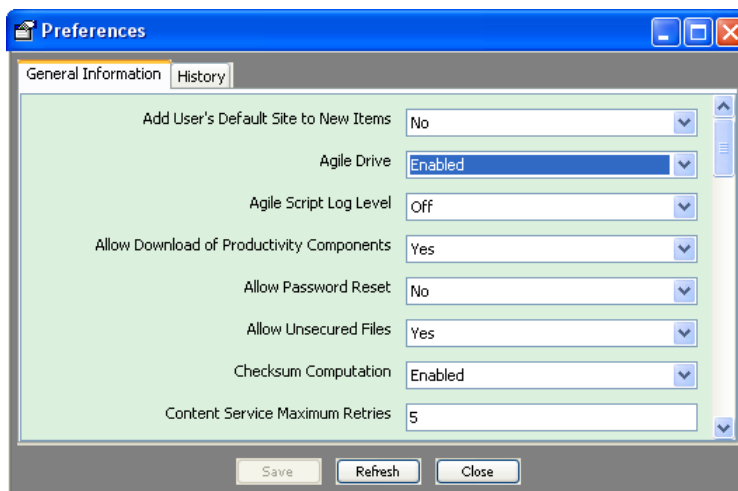 Preferences
General Information
History
Add User's Default Site to New Items No
Agile Drive Enabled
Agile Script Log Level Off
Allow Download of Productivity Components Yes
Allow Password Reset No
Allow Unsecured Files Yes
Checksum Computation Enabled
Content Service Maximum Retries 5
Save Refresh Close